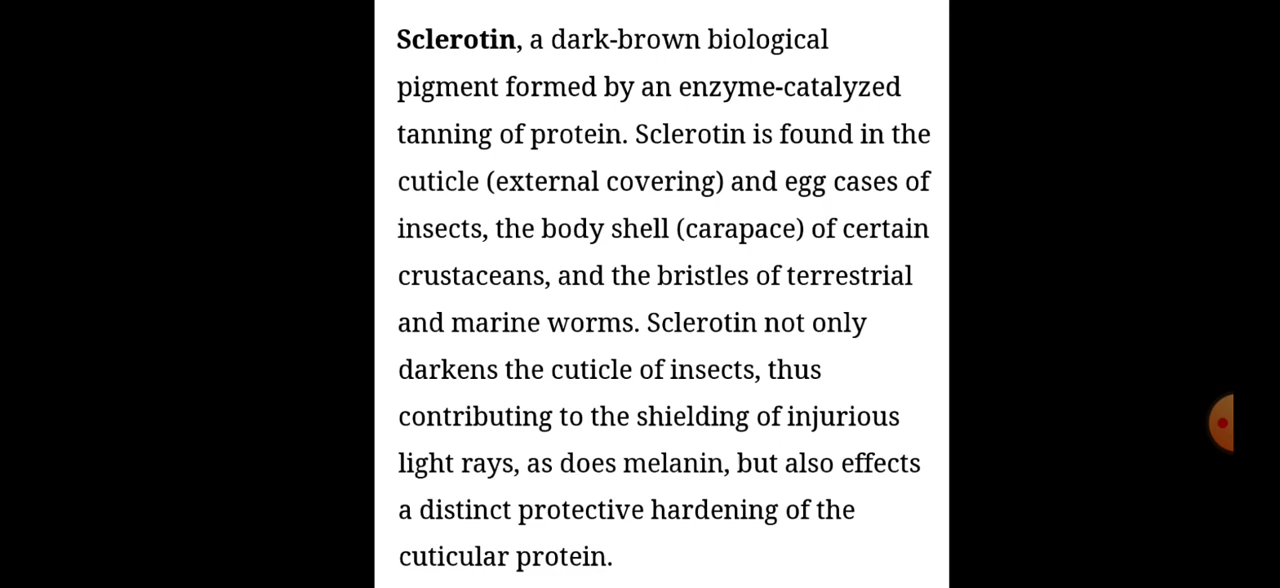 Sclerotin, a dark-brown biological
pigment formed by an enzyme-catalyzed
tanning of protein. Sclerotin is found in the
cuticle (external covering) and egg cases of
insects, the body shell (carapace) of certain
crustaceans, and the bristles of terrestrial
and marine worms. Sclerotin not only
darkens the cuticle of insects, thus
contributing to the shielding of injurious
light rays, as does melanin, but also effects
a distinct protective hardening of the
cuticular protein.